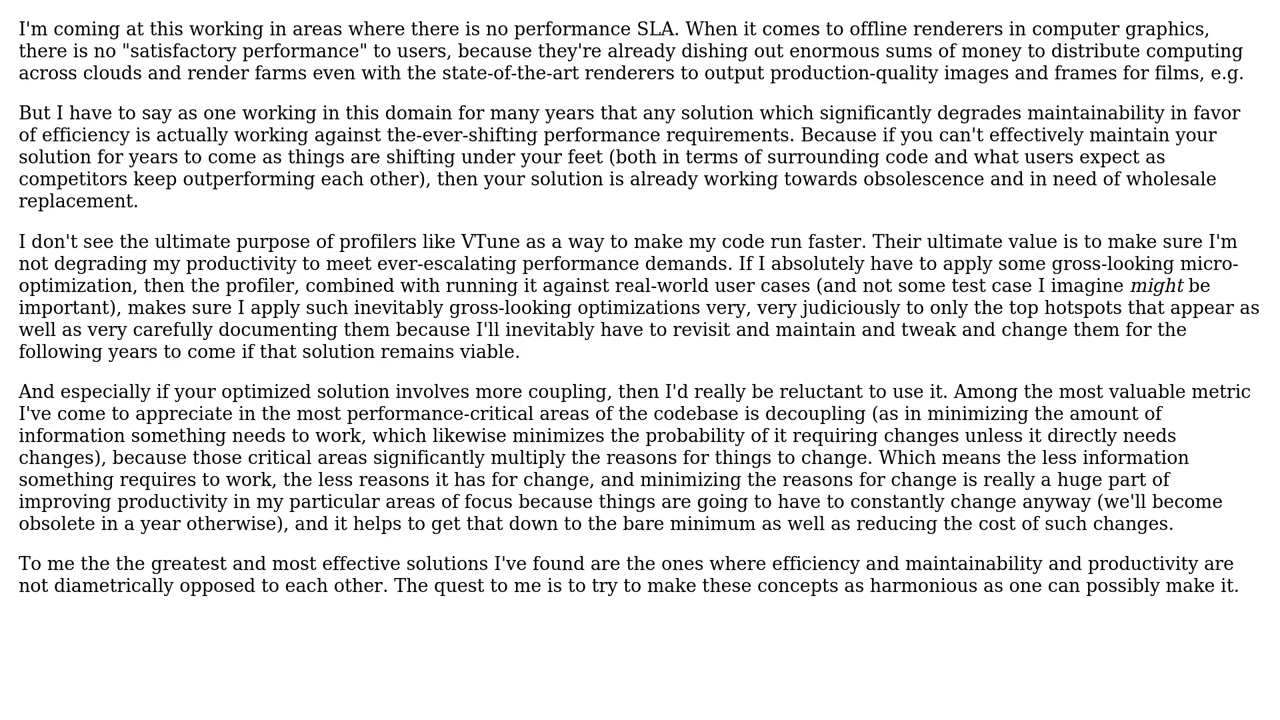 I'm coming at this working in areas where there is no performance SLA. When it comes to offline renderers in computer graphics,
there is no "satisfactory performance" to users, because they're already dishing out enormous sums of money to distribute computing
across clouds and render farms even with the state-of-the-art renderers to output production-quality images and frames for films, e.g.
But I have to say as one working in this domain for many years that any solution which significantly degrades maintainability in favor
of efficiency is actually working against the-ever-shifting performance requirements. Because if you can't effectively maintain your
solution for years to come as things are shifting under your feet (both in terms of surrounding code and what users expect as
competitors keep outperforming each other), then your solution is already working towards obsolescence and in need of wholesale
replacement.
I don't see the ultimate purpose of profilers like VTune as a way to make my code run faster. Their ultimate value is to make sure I'm
not degrading my productivity to meet ever-escalating performance demands. If I absolutely have to apply some gross-looking micro-
optimization, then the profiler, combined with running it against real-world user cases (and not some test case I imagine might be
important), makes sure I apply such inevitably gross-looking optimizations very, very judiciously to only the top hotspots that appear as
well as very carefully documenting them because I'll inevitably have to revisit and maintain and tweak and change them for the
following years to come if that solution remains viable.
And especially if your optimized solution involves more coupling, then I'd really be reluctant to use it. Among the most valuable metric
I've come to appreciate in the most performance-critical areas of the codebase is decoupling (as in minimizing the amount of
information something needs to work, which likewise minimizes the probability of it requiring changes unless it directly needs
changes), because those critical areas significantly multiply the reasons for things to change. Which means the less information
something requires to work, the less reasons it has for change, and minimizing the reasons for change is really a huge part of
improving productivity in my particular areas of focus because things are going to have to constantly change anyway (we'll become
obsolete in a year otherwise), and it helps to get that down to the bare minimum as well as reducing the cost of such changes.
To me the the greatest and most effective solutions I've found are the ones where efficiency and maintainability and productivity are
not diametrically opposed to each other. The quest to me is to try to make these concepts as harmonious as one can possibly make it.